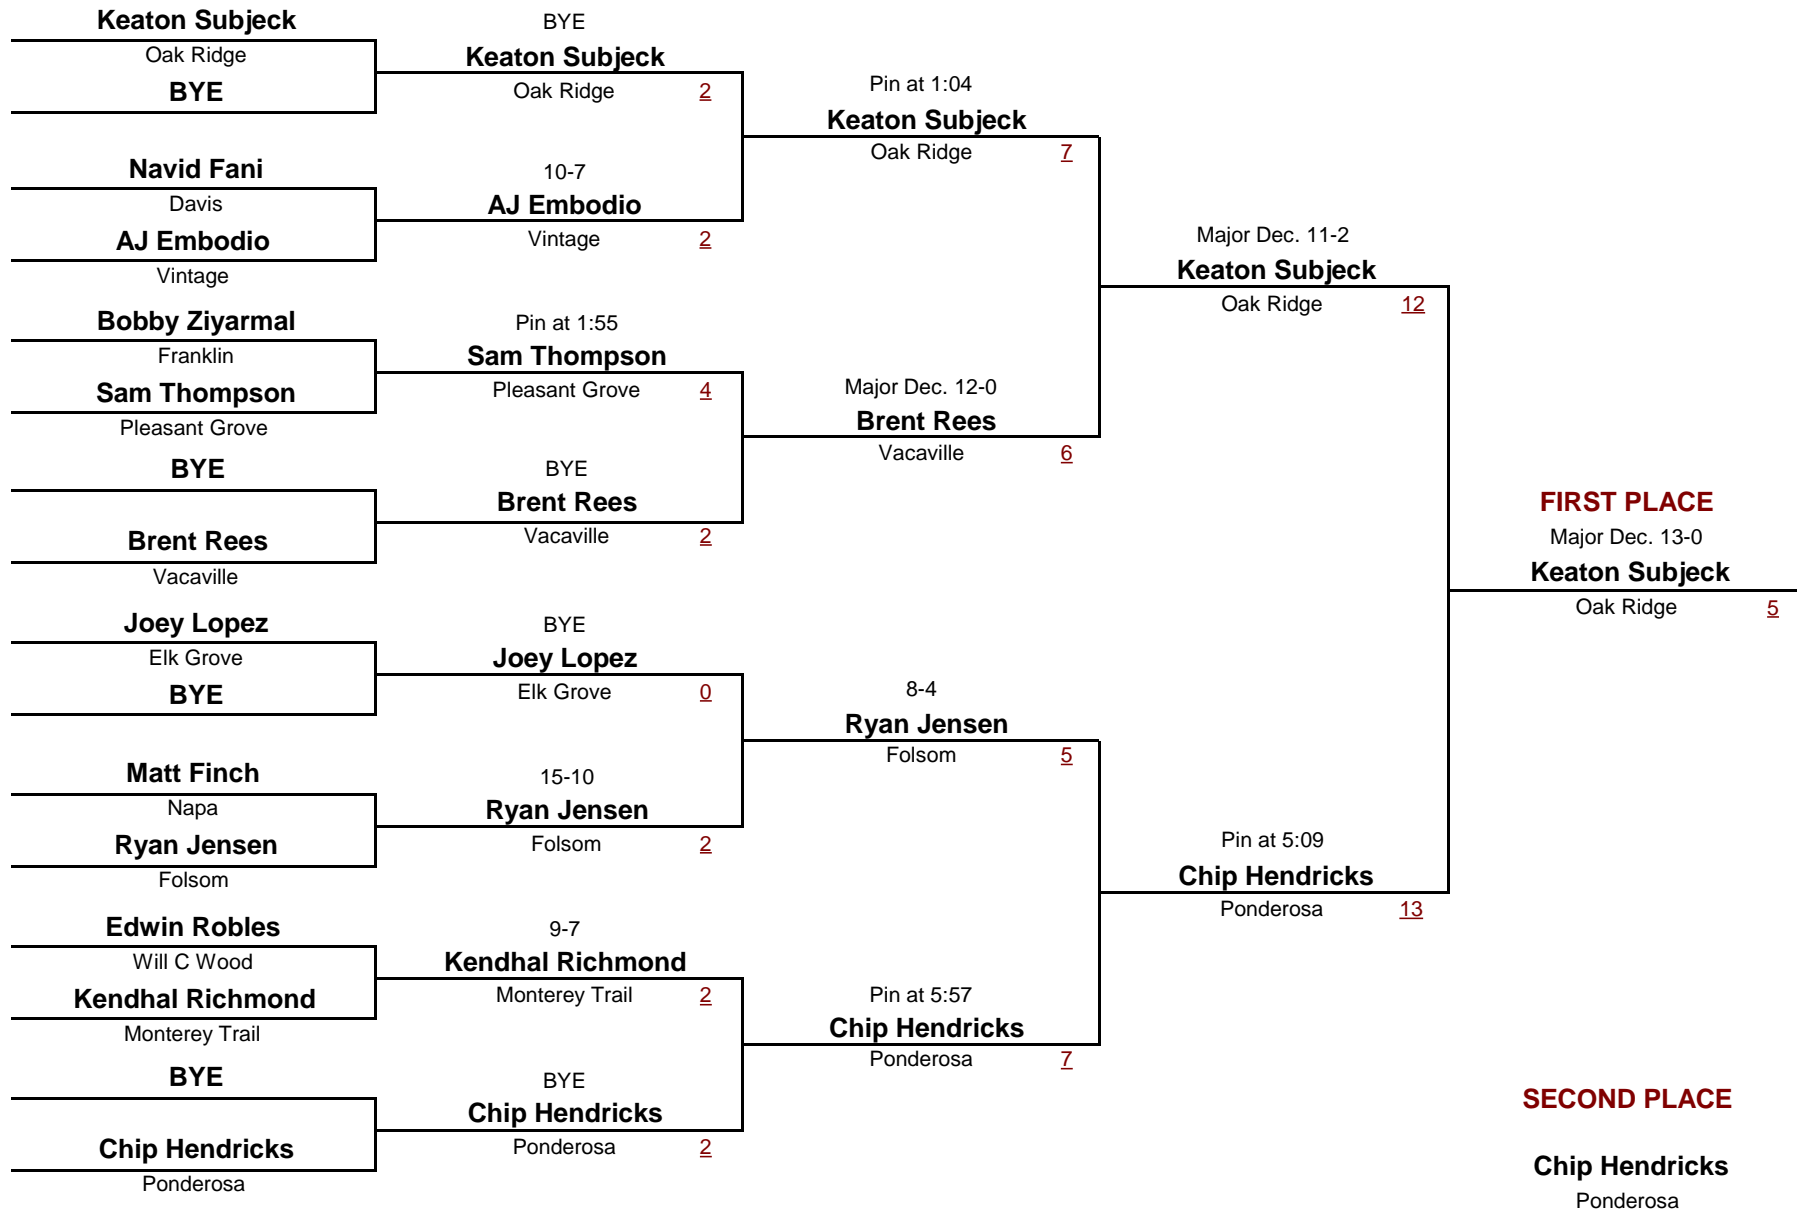 Keaton Subjeck
Oak Ridge
BYE
Navid Fani
Davis
AJ Embodio
Vintage
Bobby Ziyarmal
Franklin
Sam Thompson
Pleasant Grove
BYE
Brent Rees
Vacaville
Joey Lopez
Elk Grove
BYE
Matt Finch
Napa
Ryan Jensen
Folsom
Edwin Robles
Will C Wood
Kendhal Richmond
Monterey Trail
BYE
Chip Hendricks
Ponderosa
BYE
Keaton Subjeck
Oak Ridge 2
10-7
AJ Embodio
Vintage 2
Pin at 1:55
Sam Thompson
Pleasant Grove 4
BYE
Brent Rees
Vacaville 2
BYE
Joey Lopez
Elk Grove 0
15-10
Ryan Jensen
Folsom 2
9-7
Kendhal Richmond
Monterey Trail 2
BYE
Chip Hendricks
Ponderosa 2
Pin at 1:04
Keaton Subjeck
Oak Ridge 7
Major Dec. 12-0
Brent Rees
Vacaville 6
8-4
Ryan Jensen
Folsom 5
Pin at 5:57
Chip Hendricks
Ponderosa 7
Major Dec. 11-2
Keaton Subjeck
Oak Ridge 12
Pin at 5:09
Chip Hendricks
Ponderosa 13
FIRST PLACE
Major Dec. 13-0
Keaton Subjeck
Oak Ridge 5
SECOND PLACE
Chip Hendricks
Ponderosa